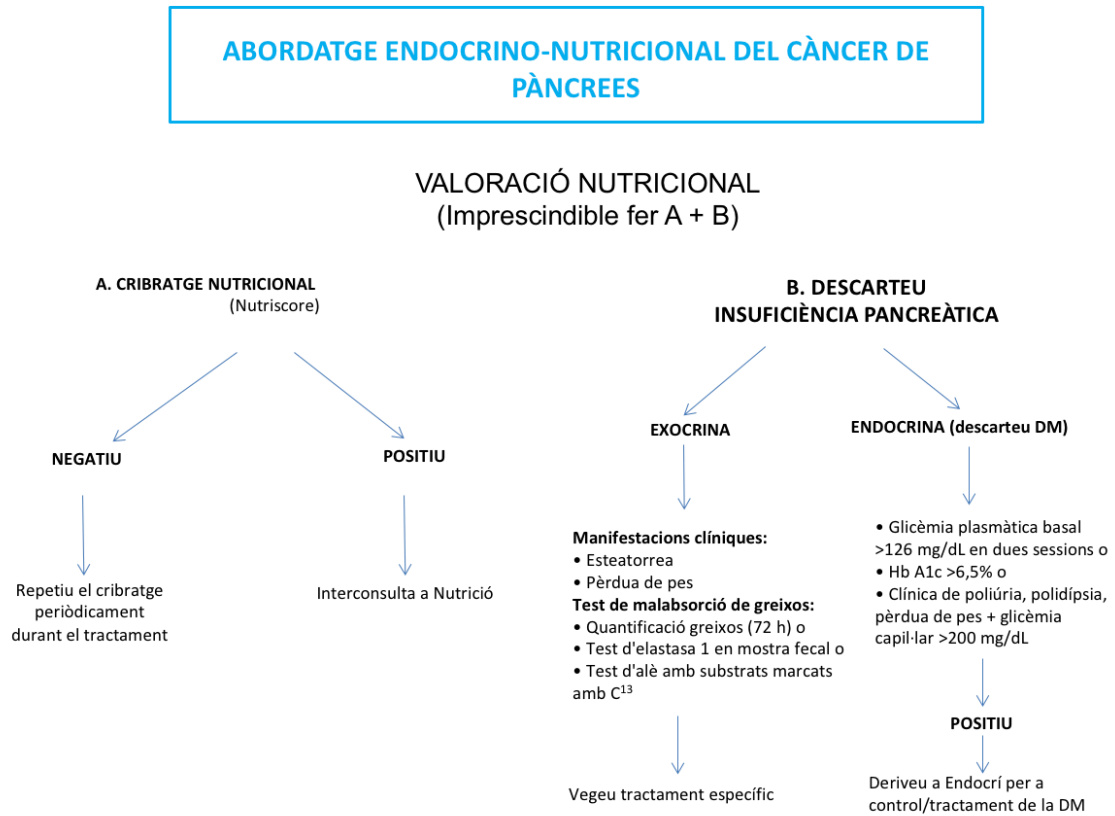 ABORDATGE ENDOCRINO-NUTRICIONAL DEL CÀNCER DE
PÀNCREES
VALORACIÓ NUTRICIONAL
(Imprescindible fer A + B)
A. CRIBRATGE NUTRICIONAL
(Nutriscore)
NEGATIU
Repetiu el cribratge
periòdicament
durant el tractament
POSITIU
Interconsulta a Nutrició
B. DESCARTEU
INSUFICIÈNCIA PANCREÀTICA
EXOCRINA
Manifestacions clíniques:
• Esteatorrea
• Pèrdua de pes
Test de malabsorció de greixos:
• Quantificació greixos (72 h) o
• Test d'elastasa 1 en mostra fecal o
• Test d'alè amb substrats marcats
amb C¹³
Vegeu tractament específic
ENDOCRINA (descarteu DM)
• Glicèmia plasmàtica basal
>126 mg/dL en dues sessions o
• Hb A1c >6,5% o
• Clínica de poliúria, polidípsia,
pèrdua de pes + glicèmia
capil·lar >200 mg/dL
POSITIU
Deriveu a Endocrí per a
control/tractament de la DM